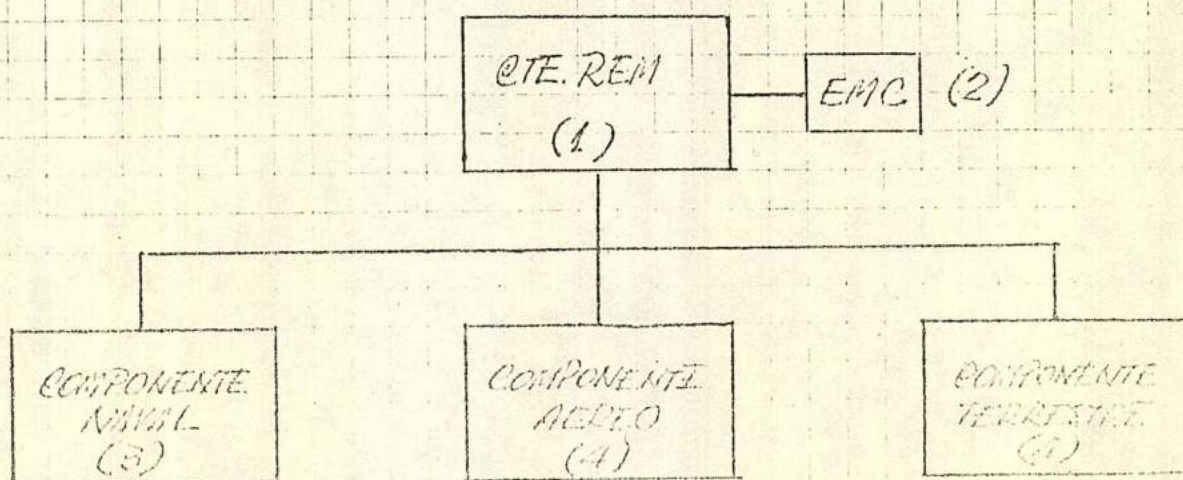 CTE. REM
(1)
EMC (2)
COMPONENTE
NAVAL
(3)
COMPONENTE
AEREO
(4)
COMPONENTE
TERRESTRE